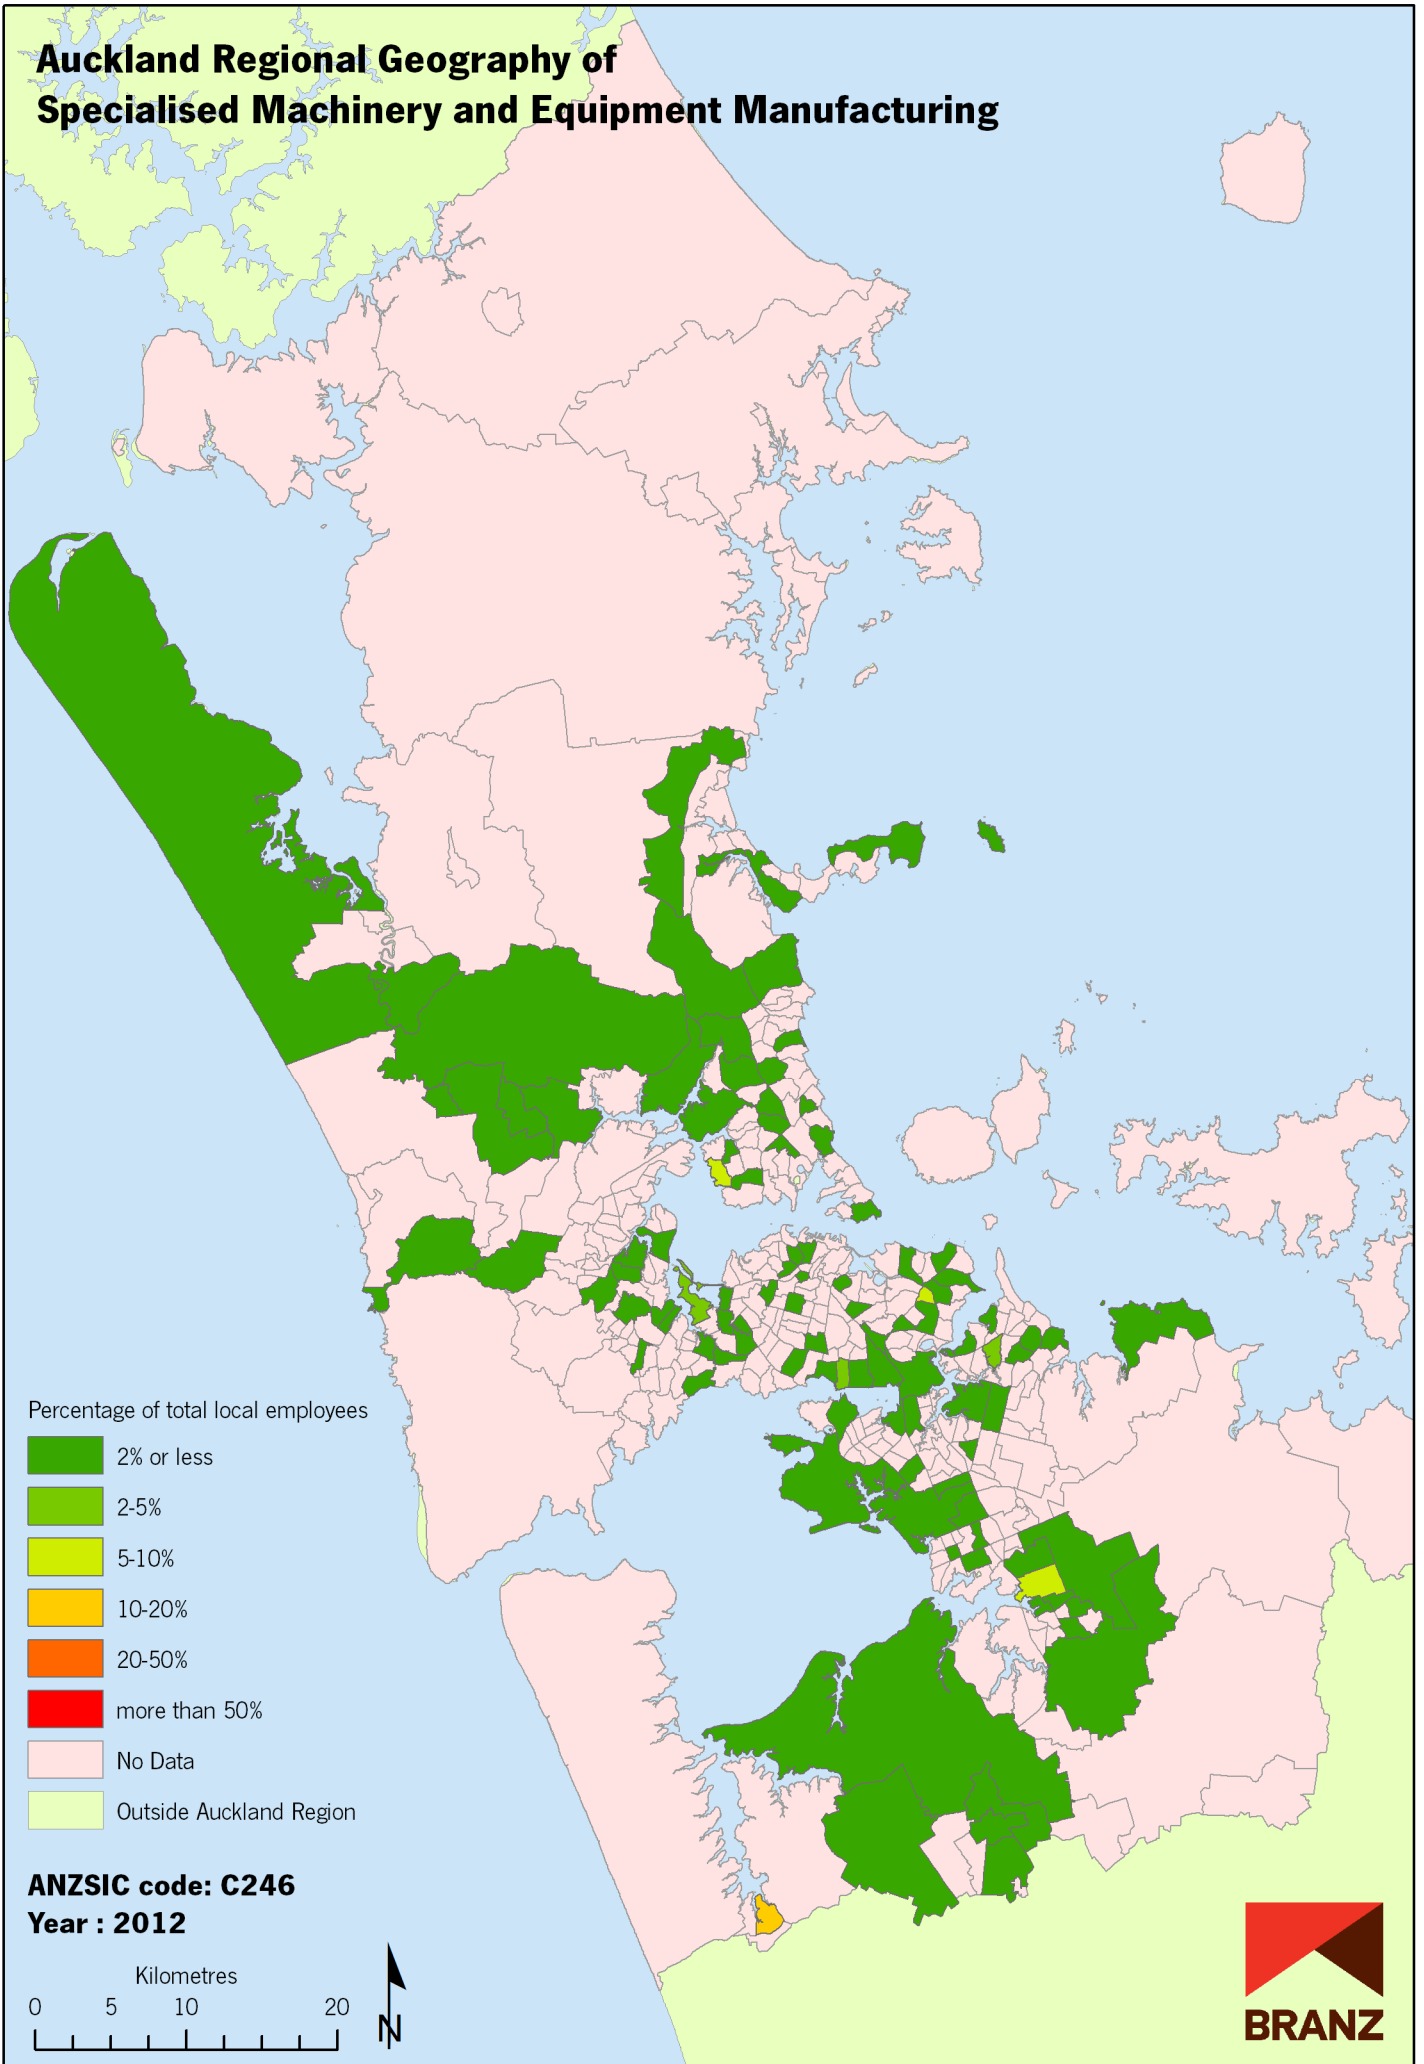 Auckland Regional Geography of
Specialised Machinery and Equipment Manufacturing
Percentage of total local employees
2% or less
2-5%
5-10%
10-20%
20-50%
more than 50%
No Data
Outside Auckland Region
ANZSIC code: C246
Year : 2012
Kilometres
0 5 10 20
N
BRANZ